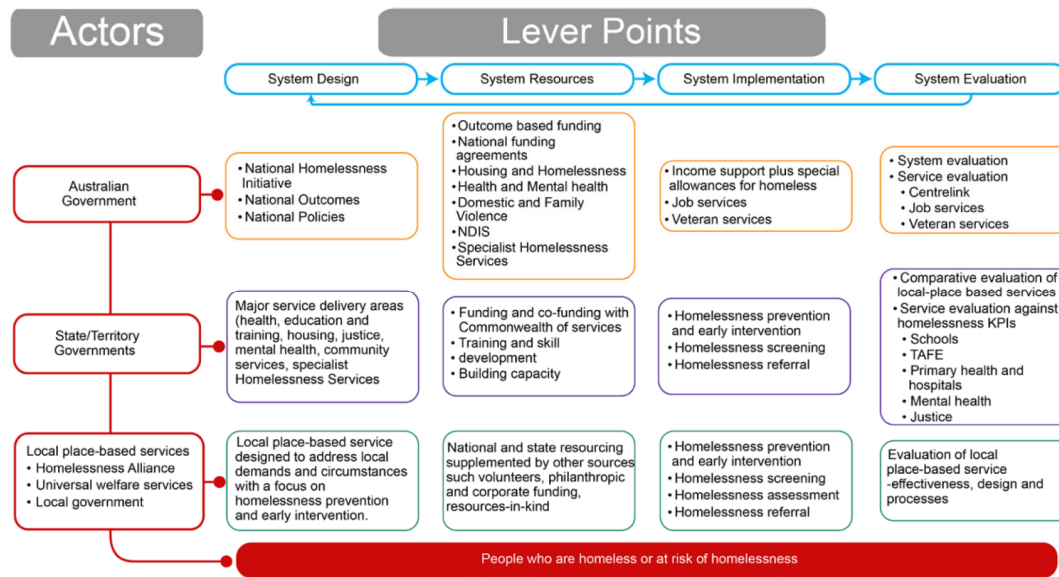 Actors
Lever Points
System Design
System Resources
System Implementation
System Evaluation
Australian
Government
• National Homelessness
Initiative
• National Outcomes
• National Policies
• Outcome based funding
• National funding
agreements
• Housing and Homelessness
• Health and Mental health
• Domestic and Family
Violence
• NDIS
• Specialist Homelessness
Services
• Income support plus special
allowances for homeless
• Job services
• Veteran services
• System evaluation
• Service evaluation
• Centrelink
• Job services
• Veteran services
State/Territory
Governments
Major service delivery areas
(health, education and
training, housing, justice,
mental health, community
services, specialist
Homelessness Services
• Funding and co-funding with
Commonwealth of services
• Training and skill
• development
• Building capacity
• Homelessness prevention
and early intervention
• Homelessness screening
• Homelessness referral
• Comparative evaluation of
local-place based services
• Service evaluation against
homelessness KPIs
• Schools
• TAFE
• Primary health and
hospitals
• Mental health
• Justice
Local place-based services
• Homelessness Alliance
• Universal welfare services
• Local government
Local place-based service
designed to address local
demands and circumstances
with a focus on
homelessness prevention
and early intervention.
National and state resourcing
supplemented by other sources
such volunteers, philanthropic
and corporate funding,
resources-in-kind
• Homelessness prevention
and early intervention
• Homelessness screening
• Homelessness assessment
• Homelessness referral
Evaluation of local
place-based service
-effectiveness, design and
processes
People who are homeless or at risk of homelessness